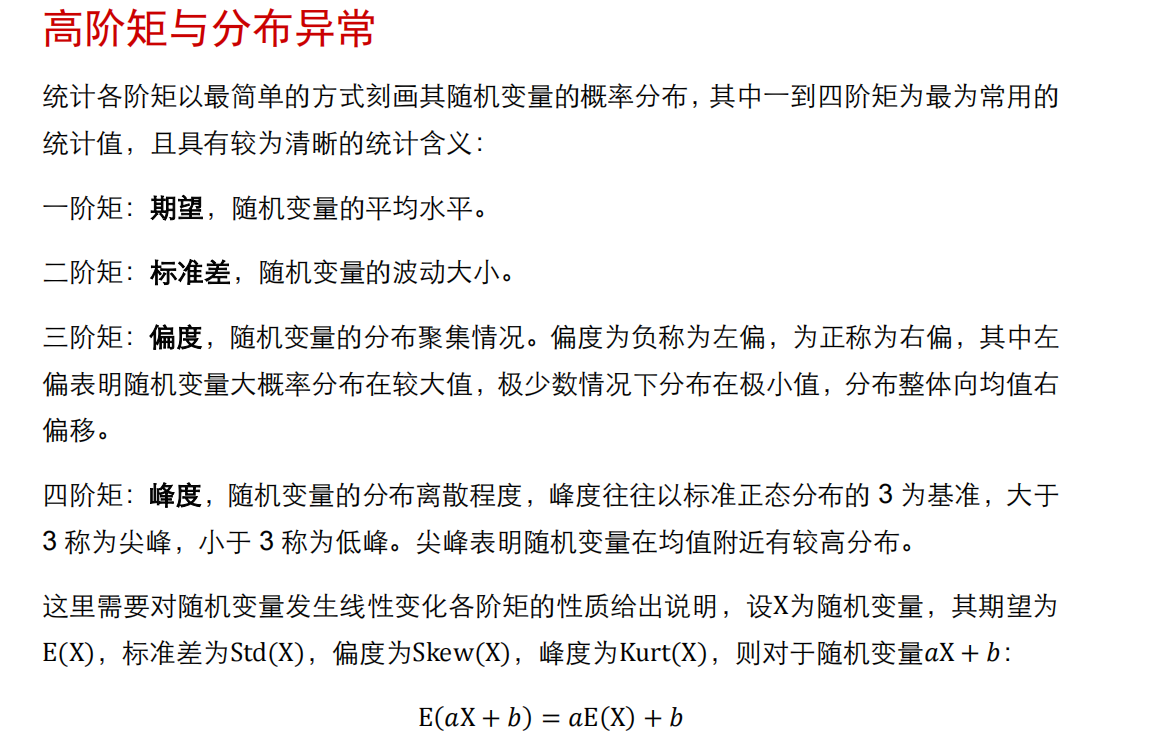 高阶矩与分布异常
统计各阶矩以最简单的方式刻画其随机变量的概率分布，其中一到四阶矩为最为常用的
统计值，且具有较为清晰的统计含义：
一阶矩：期望，随机变量的平均水平。
二阶矩：标准差，随机变量的波动大小。
三阶矩：偏度，随机变量的分布聚集情况。偏度为负称为左偏，为正称为右偏，其中左
偏表明随机变量大概率分布在较大值，极少数情况下分布在极小值，分布整体向均值右
偏移。
四阶矩：峰度，随机变量的分布离散程度，峰度往往以标准正态分布的 3 为基准，大于
3 称为尖峰，小于 3 称为低峰。尖峰表明随机变量在均值附近有较高分布。
这里需要对随机变量发生线性变化各阶矩的性质给出说明，设X为随机变量，其期望为
E(X)，标准差为Std(X)，偏度为Skew(X)，峰度为Kurt(X)，则对于随机变量aX + b：
E(aX + b) = aE(X) + b